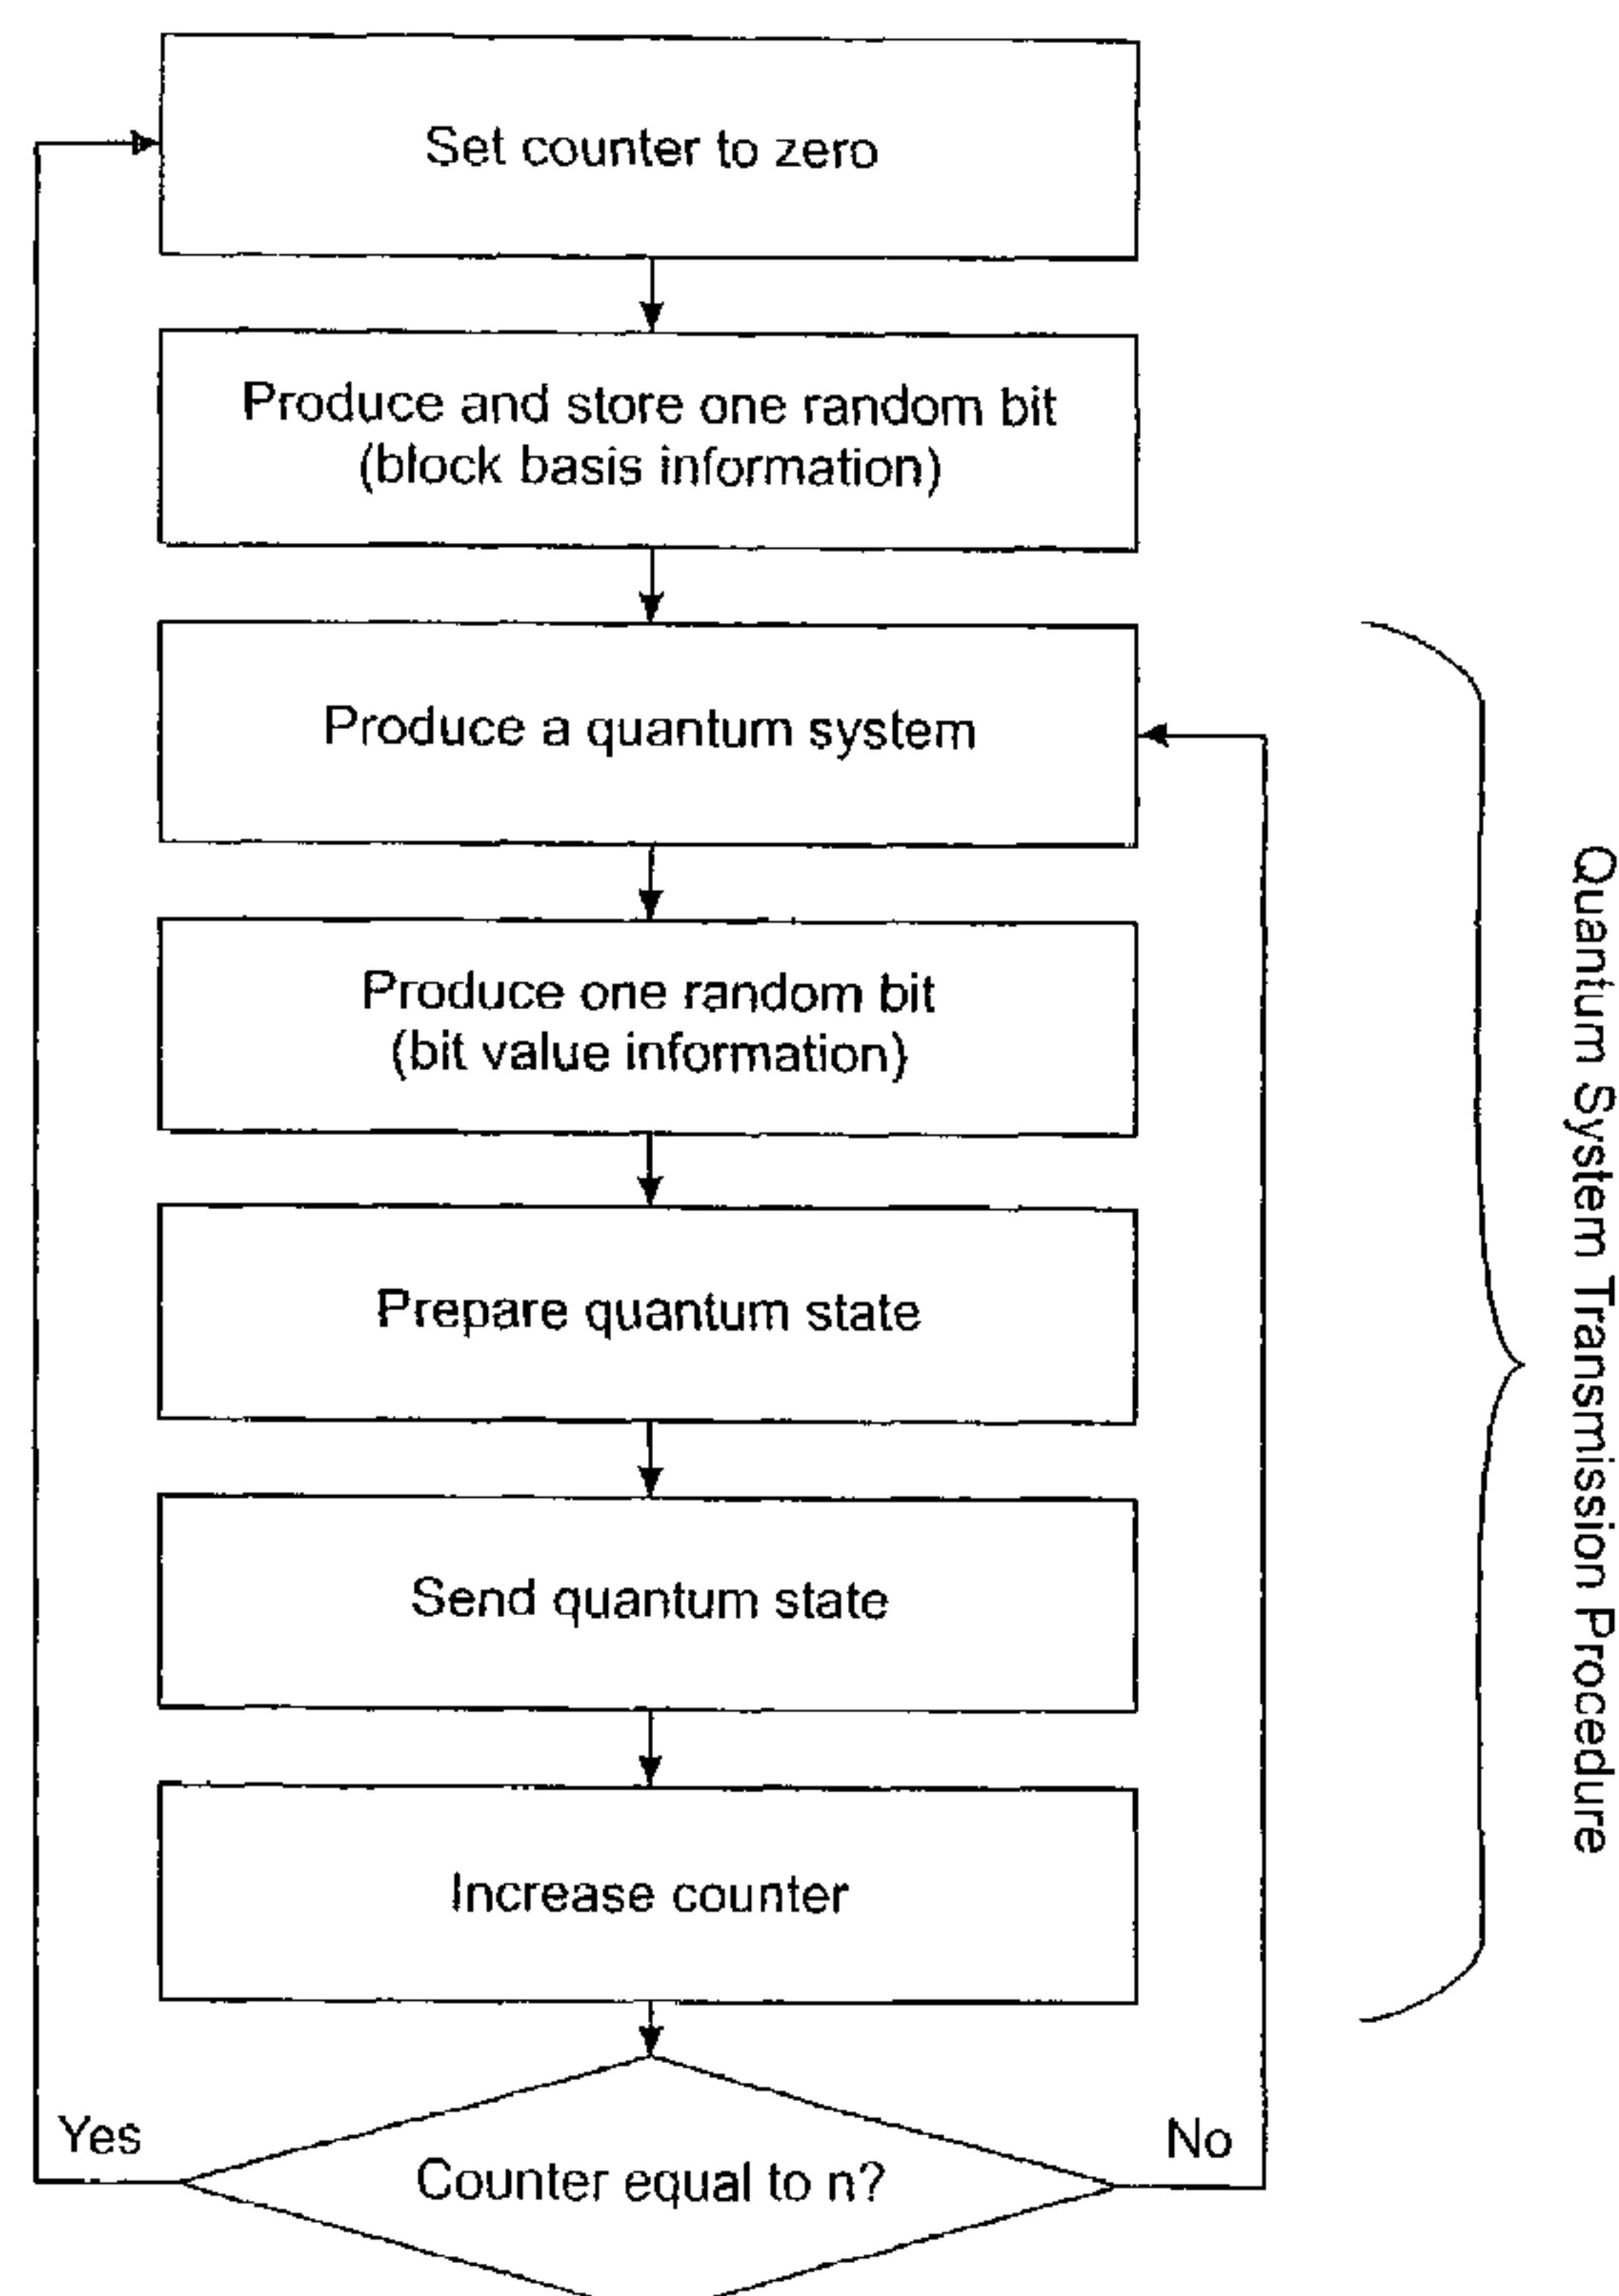 Set counter to zero
Produce and store one random bit
(block basis information)
Produce a quantum system
Produce one random bit
(bit value information)
Prepare quantum state
Send quantum state
Increase counter
Quantum System Transmission Procedure
Yes
Counter equal to n?
No